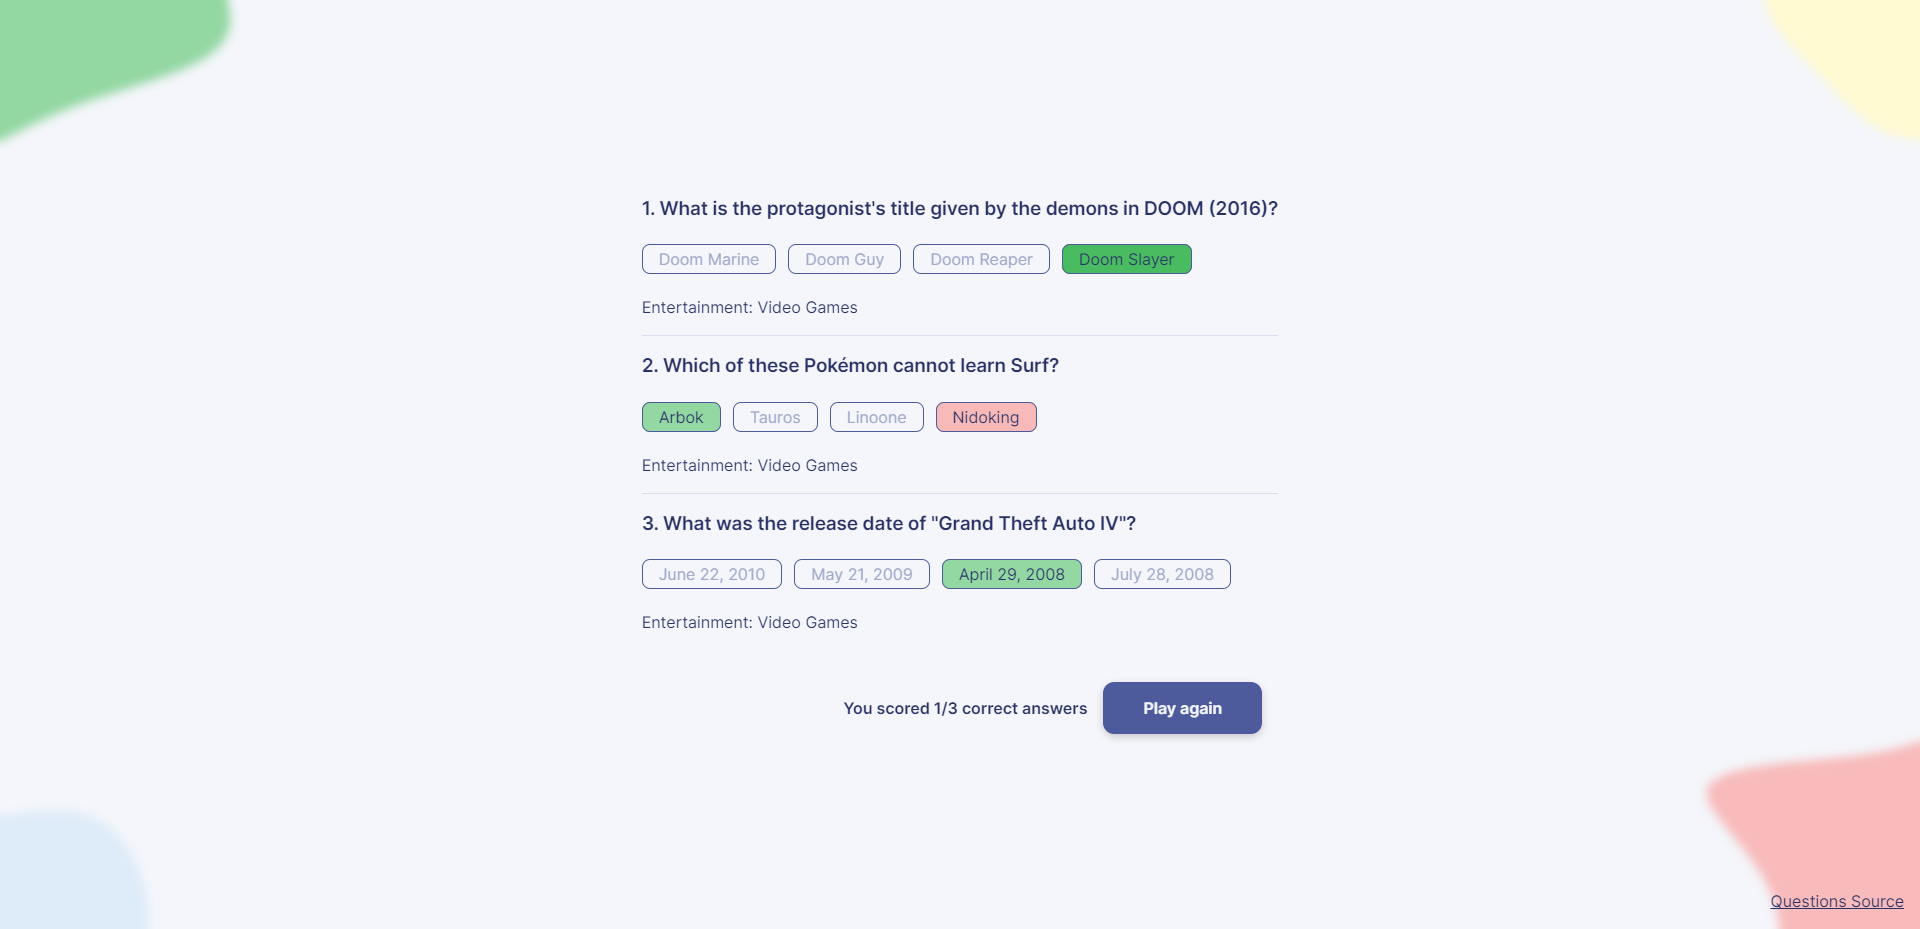 1. What is the protagonist's title given by the demons in DOOM (2016)?
Doom Marine Doom Guy Doom Reaper Doom Slayer
Entertainment: Video Games
2. Which of these Pokémon cannot learn Surf?
Arbok Tauros Linoone Nidoking
Entertainment: Video Games
3. What was the release date of "Grand Theft Auto IV"?
June 22, 2010 May 21, 2009 April 29, 2008 July 28, 2008
Entertainment: Video Games
You scored 1/3 correct answers Play again
Questions Source